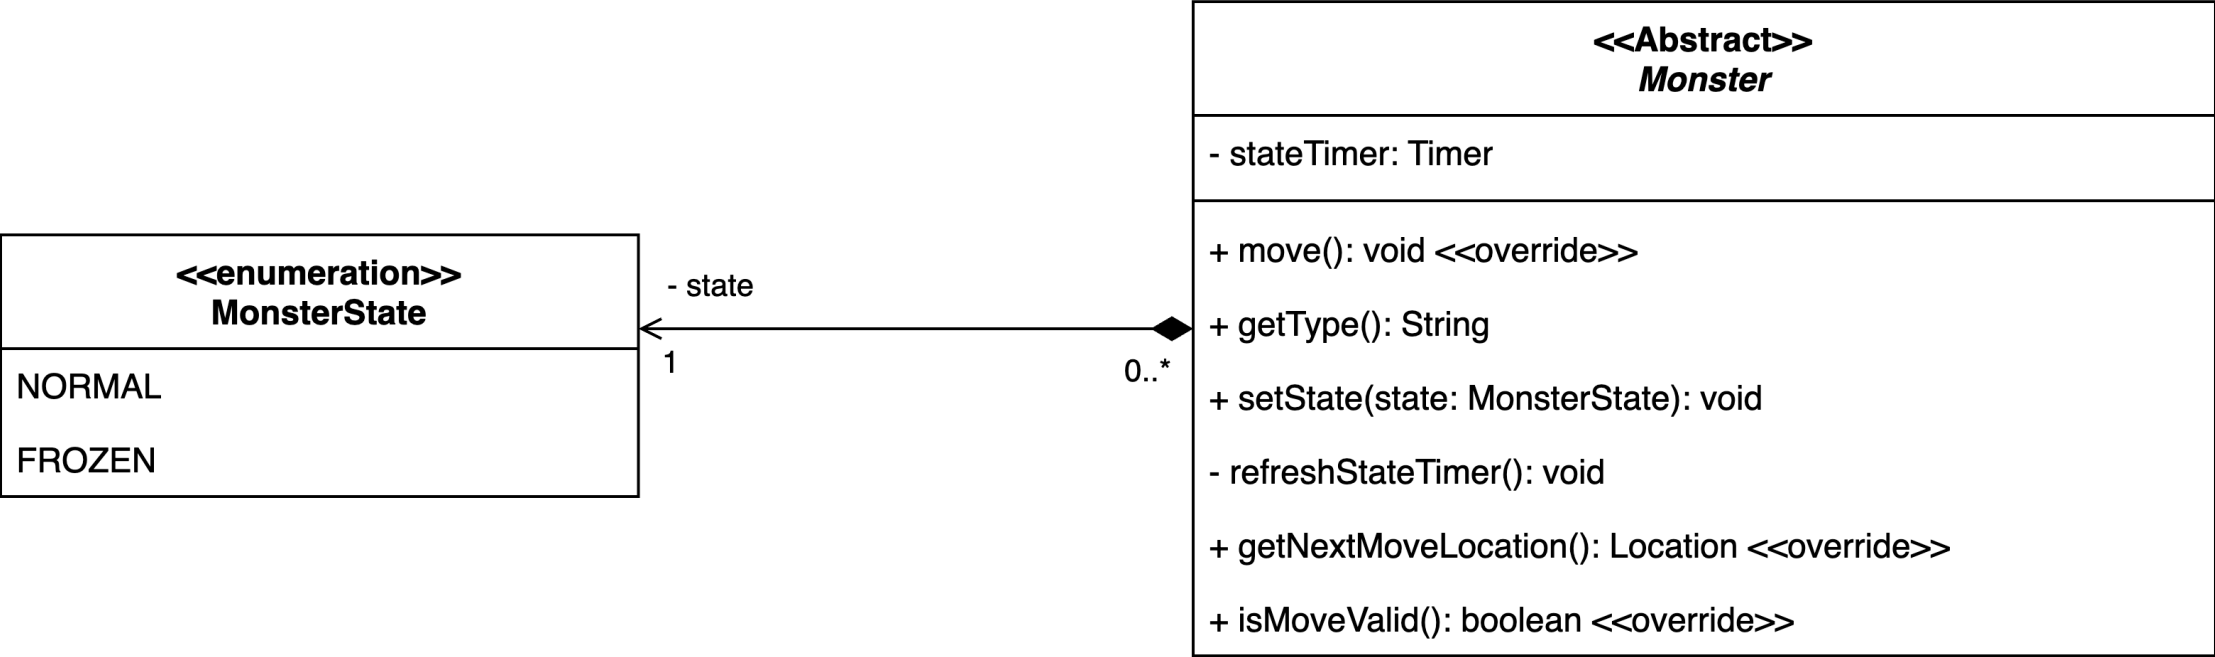 <<enumeration>>
MonsterState
NORMAL
FROZEN
- state
1
0..*
<<Abstract>>
Monster
- stateTimer: Timer
+ move(): void <<override>>
+ getType(): String
+ setState(state: MonsterState): void
- refreshStateTimer(): void
+ getNextMoveLocation(): Location <<override>>
+ isMoveValid(): boolean <<override>>